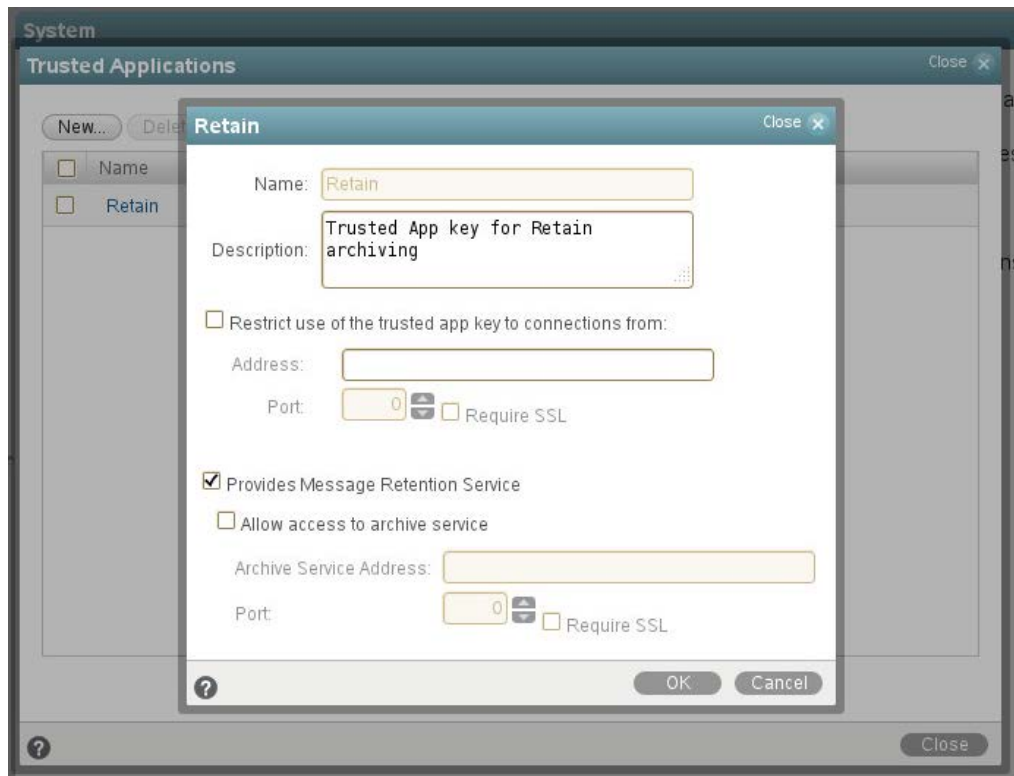 System
Trusted Applications
Close
New...
Name
Retain
Retain
Close
Name:
Retain
Description:
Trusted App key for Retain
archiving
Restrict use of the trusted app key to connections from:
Address:
Port:
0
Require SSL
Provides Message Retention Service
Allow access to archive service
Archive Service Address:
Port:
0
Require SSL
OK
Cancel
Close